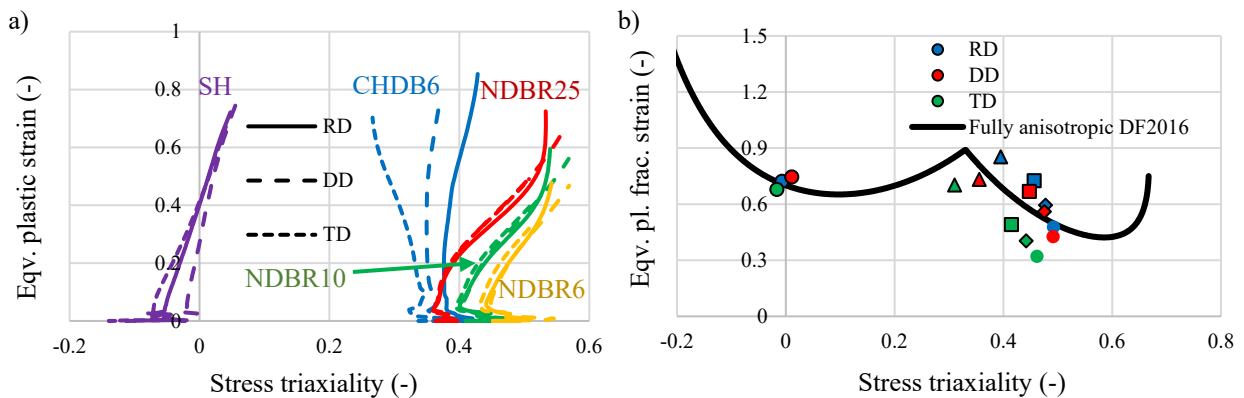 a)
Eqv. plastic strain (-)
1
0.8
0.6
0.4
0.2
0
-0.2
0
0.2
0.4
0.6
Stress triaxiality (-)
SH
CHDB6
NDBR25
RD
DD
TD
NDBR10
NDBR6
b)
Eqv. pl. frac. strain (-)
1.5
1.2
0.9
0.6
0.3
0
-0.2
0
0.2
0.4
0.6
0.8
Stress triaxiality (-)
RD
DD
TD
Fully anisotropic DF2016